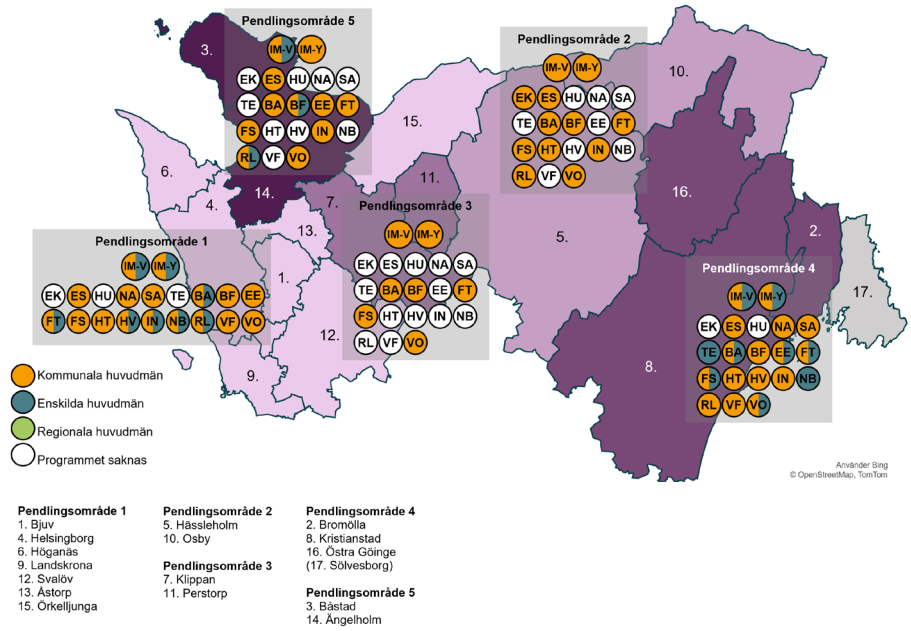 Pendlingsområde 5
IM-V IM-Y
EK ES HU NA SA
TE BA BF EE FT
FS HT HV IN NB
RL VF VO
Pendlingsområde 2
IM-V IM-Y
EK ES HU NA SA
TE BA BF EE FT
FS HT HV IN NB
RL VF VO
3.
10.
15.
6.
4.
14.
7.
11.
16.
13.
5.
2.
17.
1.
12.
8.
9.
Pendlingsområde 3
IM-V IM-Y
EK ES HU NA SA
TE BA BF EE FT
FS HT HV IN NB
RL VF VO
Pendlingsområde 1
IM-V IM-Y
EK ES HU NA SA TE BA BF EE
FT FS HT HV IN NB RL VF VO
Pendlingsområde 4
IM-V IM-Y
EK ES HU NA SA
TE BA BF EE FT
FS HT HV IN NB
RL VF VO
Kommunala huvudmän
Enskilda huvudmän
Regionala huvudmän
Programmet saknas
Använder Bing
© OpenStreetMap, TomTom
Pendlingsområde 1
1. Bjuv
4. Helsingborg
6. Höganäs
9. Landskrona
12. Svalöv
13. Åstorp
15. Örkelljunga
Pendlingsområde 2
5. Hässleholm
10. Osby
Pendlingsområde 3
7. Klippan
11. Perstorp
Pendlingsområde 4
2. Bromölla
8. Kristianstad
16. Östra Göinge
(17. Sölvesborg)
Pendlingsområde 5
3. Båstad
14. Ängelholm